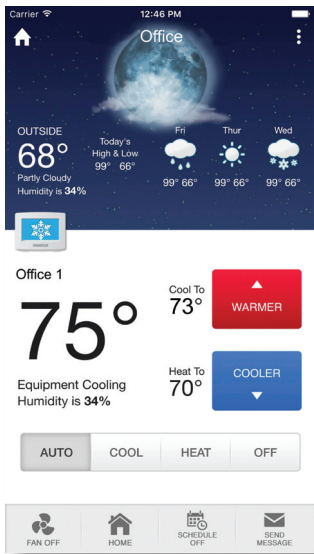 Carrier 12:46 PM
Office
OUTSIDE
68°
Partly Cloudy
Humidity is 34%
Today's
High & Low
99° 66°
Fri
99° 66°
Thur
99° 66°
Wed
99° 66°
Office 1
75°
Equipment Cooling
Humidity is 34%
Cool To
73°
WARMER
Heat To
70°
COOLER
AUTO COOL HEAT OFF
FAN OFF
HOME
SCHEDULE
OFF
SEND
MESSAGE